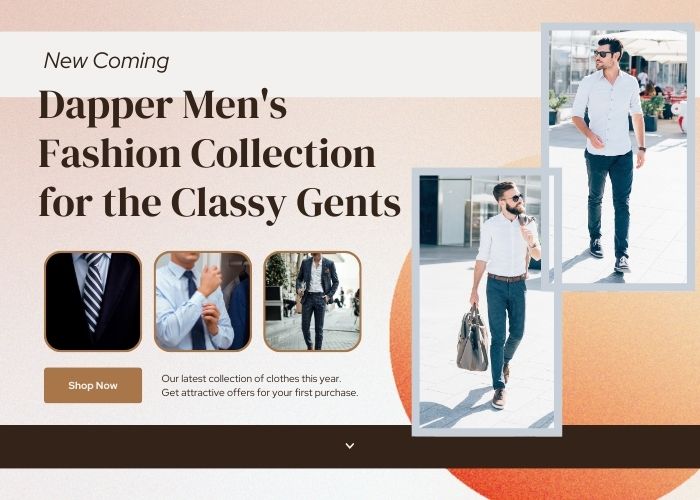 New Coming
Dapper Men's
Fashion Collection
for the Classy Gents
Shop Now
Our latest collection of clothes this year.
Get attractive offers for your first purchase.